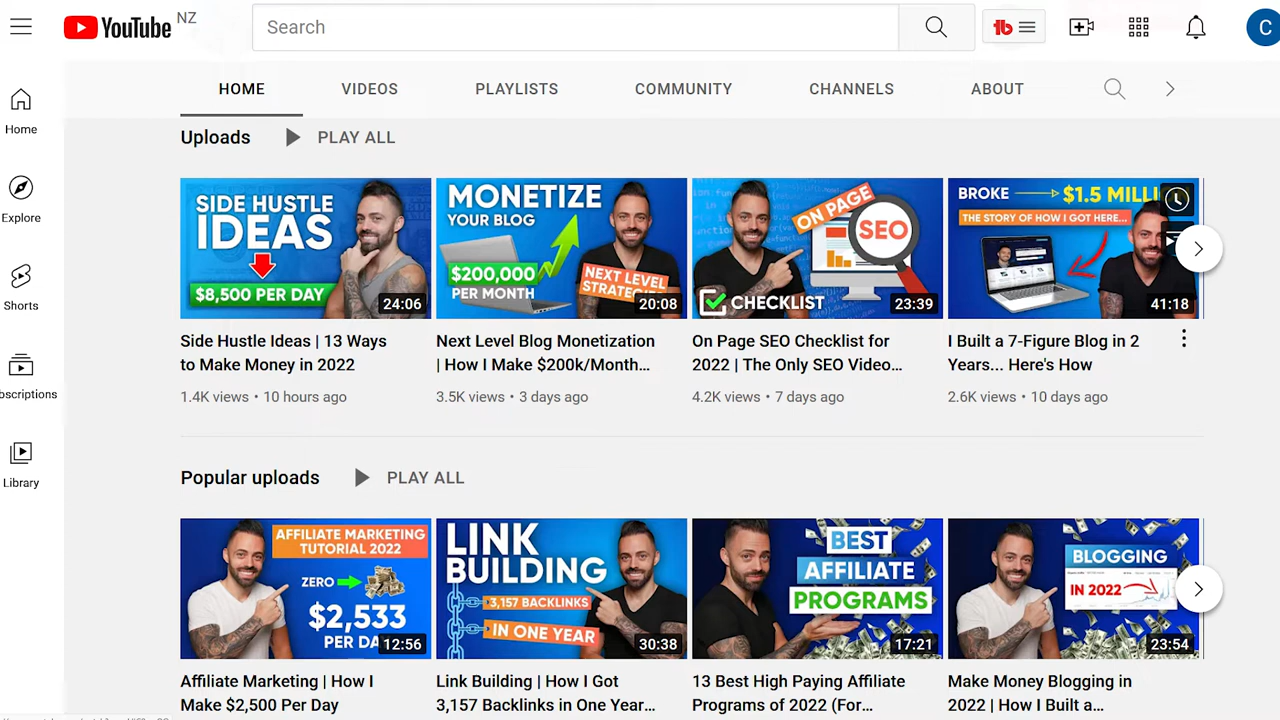 YouTube NZ
Search
C
Home
Explore
Shorts
bscriptions
Library
HOME VIDEOS PLAYLISTS COMMUNITY CHANNELS ABOUT
Uploads PLAY ALL
SIDE HUSTLE
IDEAS
$8,500 PER DAY
24:06
MONETIZE
YOUR BLOG
$200,000
PER MONTH
NEXT LEVEL
20:08
ON PAGE
SEO
CHECKLIST
23:39
BROKE $1.5 MILLI
THE STORY OF HOW I GOT HERE...
41:18
Side Hustle Ideas | 13 Ways
to Make Money in 2022
1.4K views • 10 hours ago
Next Level Blog Monetization
| How I Make $200k/Month...
3.5K views • 3 days ago
On Page SEO Checklist for
2022 | The Only SEO Video...
4.2K views • 7 days ago
I Built a 7-Figure Blog in 2
Years... Here's How
2.6K views • 10 days ago
Popular uploads PLAY ALL
AFFILIATE MARKETING
TUTORIAL 2022
ZERO
$2,533
PER DA
12:56
LINK
BUILDING
3,157 BACKLINKS
IN ONE YEAR
30:38
BEST
AFFILIATE
PROGRAMS
17:21
BLOGGING
IN 2022
23:54
Affiliate Marketing | How I
Make $2,500 Per Day
Link Building | How I Got
3,157 Backlinks in One Year...
13 Best High Paying Affiliate
Programs of 2022 (For...
Make Money Blogging in
2022 | How I Built a...